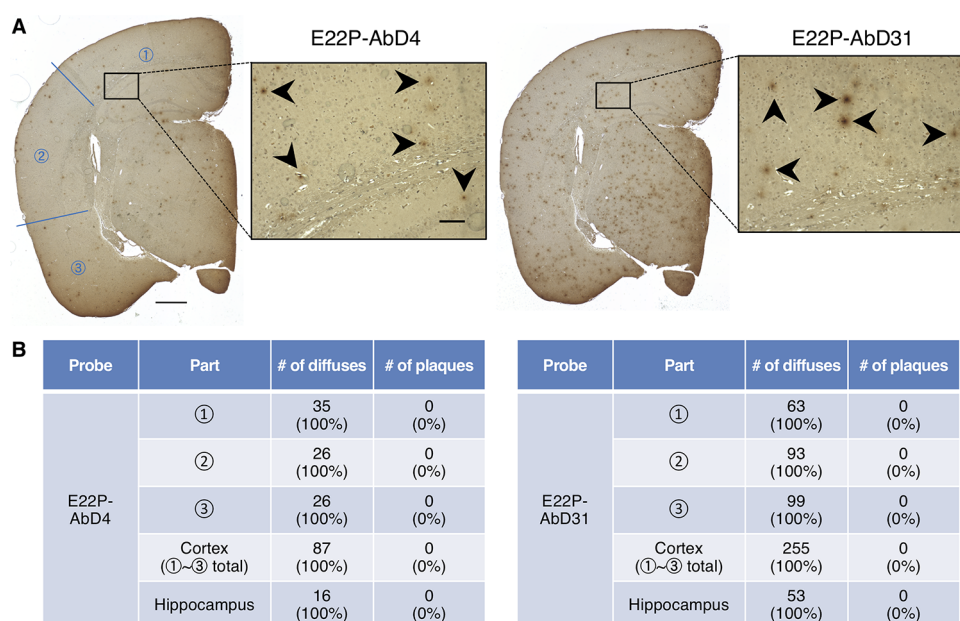 A
E22P-AbD4
E22P-AbD31
①
②
③
B
Probe Part # of diffuses # of plaques
E22P-
AbD4
① 35 0
(100%) (0%)
② 26 0
(100%) (0%)
③ 26 0
(100%) (0%)
Cortex 87 0
(①~③ total) (100%) (0%)
Hippocampus 16 0
(100%) (0%)
Probe Part # of diffuses # of plaques
E22P-
AbD31
① 63 0
(100%) (0%)
② 93 0
(100%) (0%)
③ 99 0
(100%) (0%)
Cortex 255 0
(①~③ total) (100%) (0%)
Hippocampus 53 0
(100%) (0%)